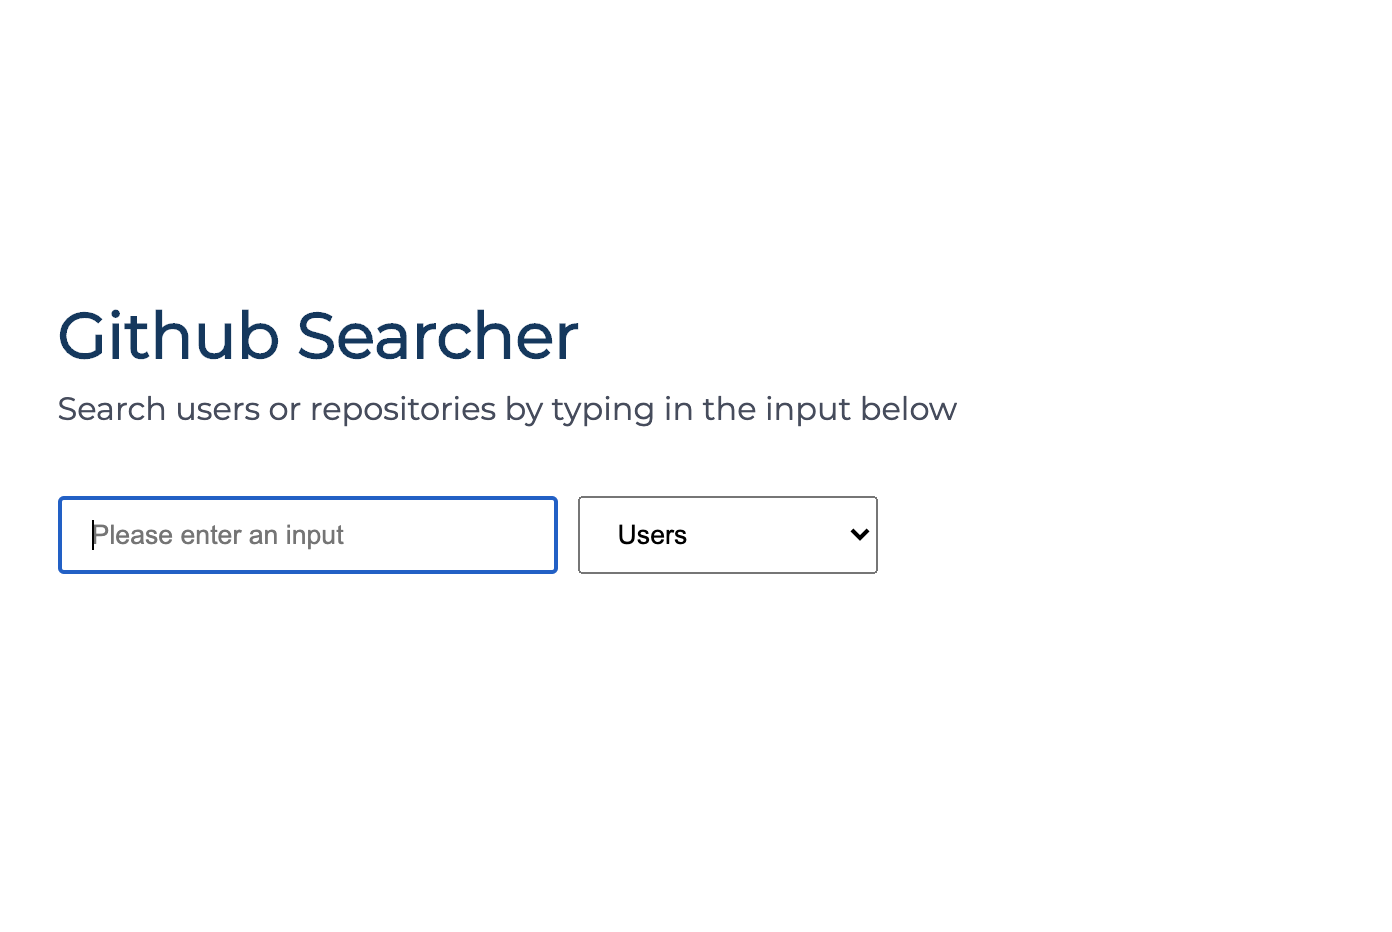 Github Searcher
Search users or repositories by typing in the input below
Please enter an input
Users